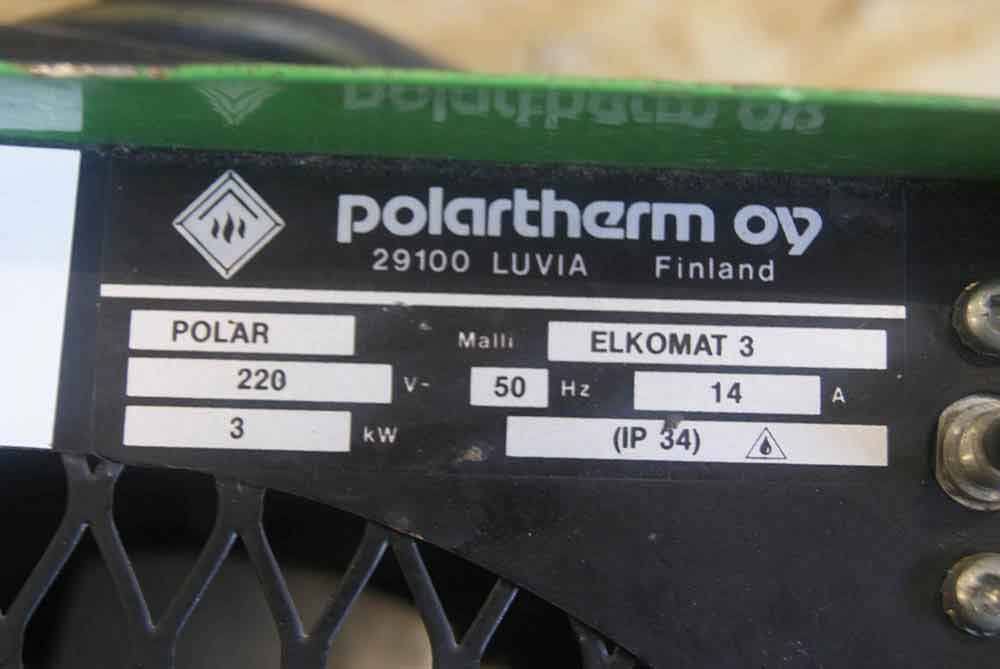 polartherm oy
29100 LUVIA Finland
POLAR Malli ELKOMAT 3
220 V~ 50 Hz 14 A
3 kW (IP 34)